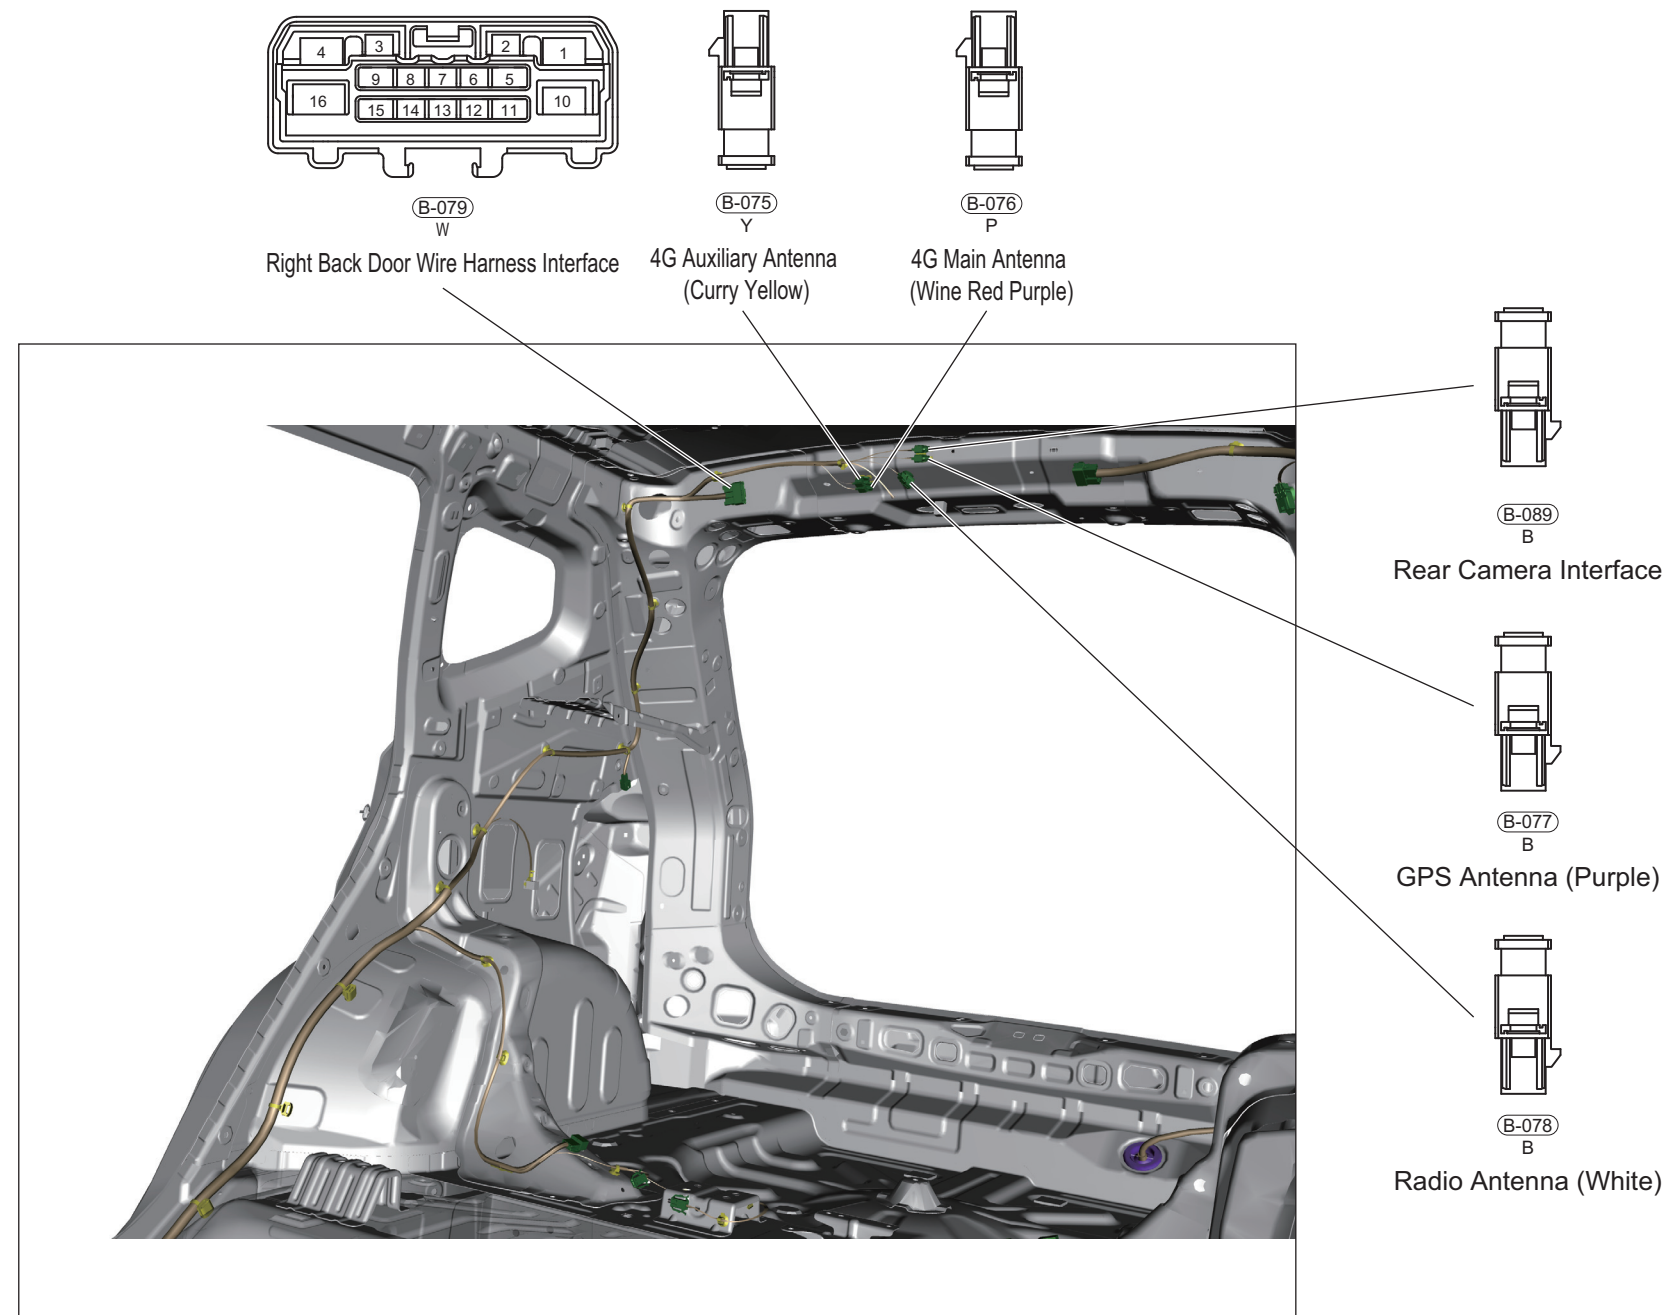 4 3 2 1
9 8 7 6 5
16 10
15 14 13 12 11
B-079
W
Right Back Door Wire Harness Interface
B-075
Y
4G Auxiliary Antenna
(Curry Yellow)
B-076
P
4G Main Antenna
(Wine Red Purple)
B-089
B
Rear Camera Interface
B-077
B
GPS Antenna (Purple)
B-078
B
Radio Antenna (White)